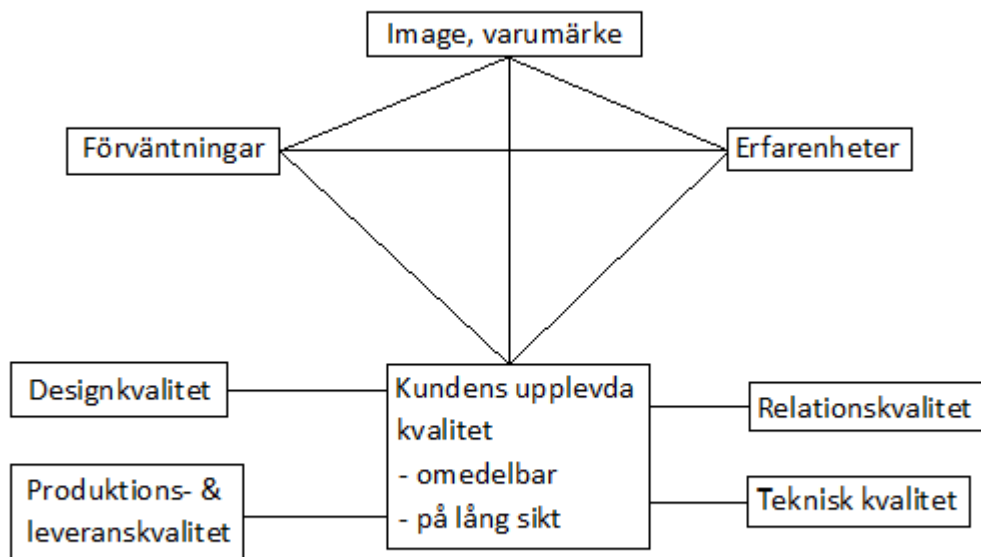 Image, varumärke
Förväntningar
Erfarenheter
Designkvalitet
Kundens upplevda
kvalitet
- omedelbar
- på lång sikt
Relationskvalitet
Produktions- &
leveranskvalitet
Teknisk kvalitet